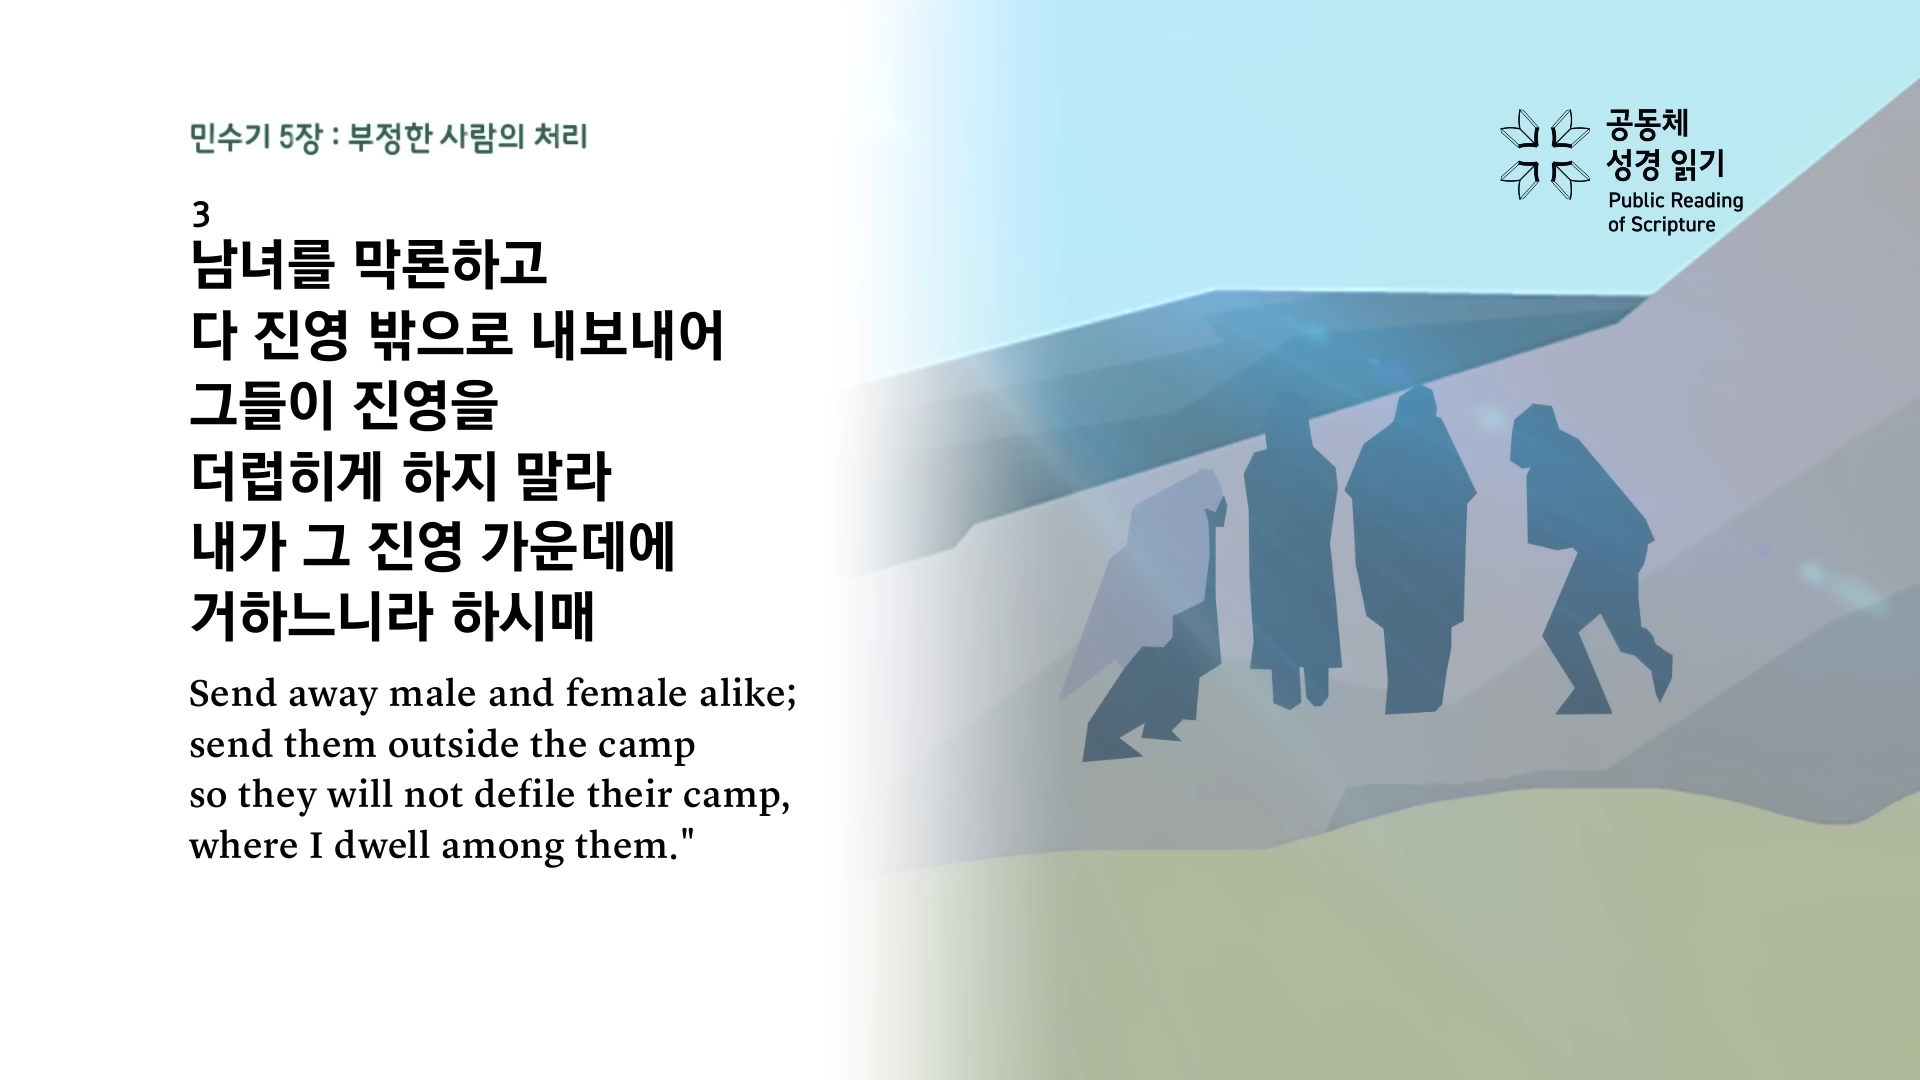 민수기 5장 : 부정한 사람의 처리
3
남녀를 막론하고
다 진영 밖으로 내보내어
그들이 진영을
더럽히게 하지 말라
내가 그 진영 가운데에
거하느니라 하시매
Send away male and female alike;
send them outside the camp
so they will not defile their camp,
where I dwell among them."
공동체
성경 읽기
Public Reading
of Scripture